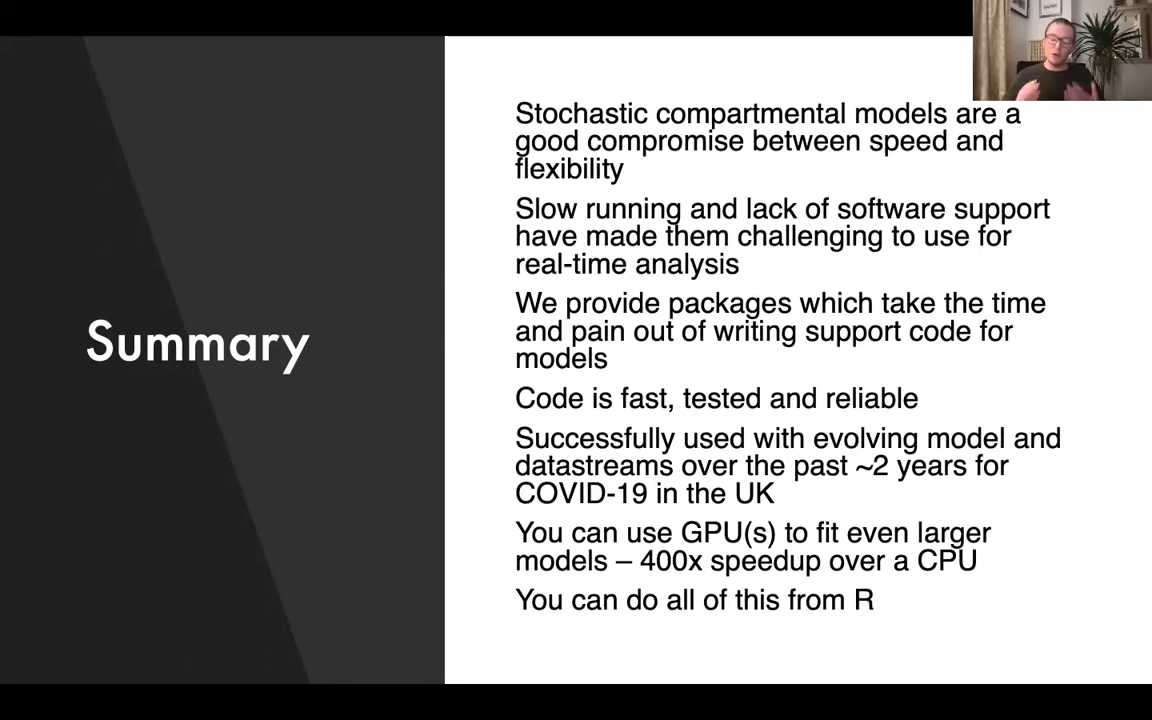 Summary
Stochastic compartmental models are a
good compromise between speed and
flexibility
Slow running and lack of software support
have made them challenging to use for
real-time analysis
We provide packages which take the time
and pain out of writing support code for
models
Code is fast, tested and reliable
Successfully used with evolving model and
datastreams over the past ~2 years for
COVID-19 in the UK
You can use GPU(s) to fit even larger
models – 400x speedup over a CPU
You can do all of this from R